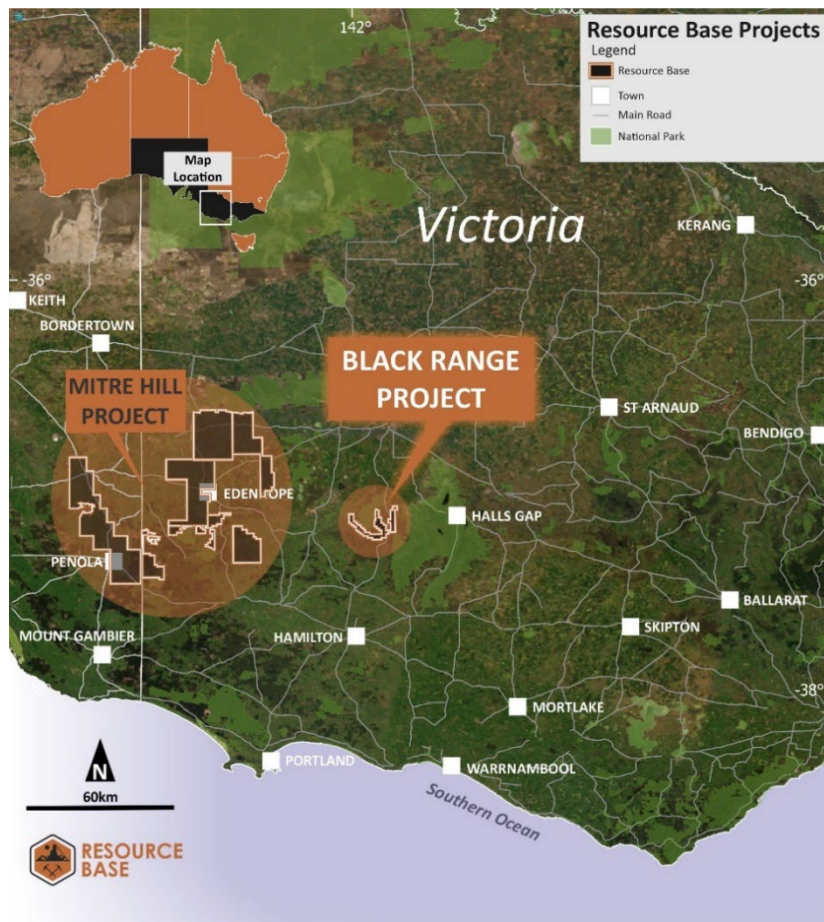 142°
Resource Base Projects
Legend
Resource Base
Town
Main Road
National Park
Map
Location
Victoria
KERANG
-36°
-36°
KEITH
BORDERTOWN
BLACK RANGE
PROJECT
MITRE HILL
PROJECT
ST ARNAUD
BENDIGO
HALLS GAP
PENOLA
BALLARAT
SKIPTON
HAMILTON
MOUNT GAMBIER
-38°
MORTLAKE
PORTLAND
WARRNAMBOOL
Southern Ocean
N
60km
RESOURCE
BASE